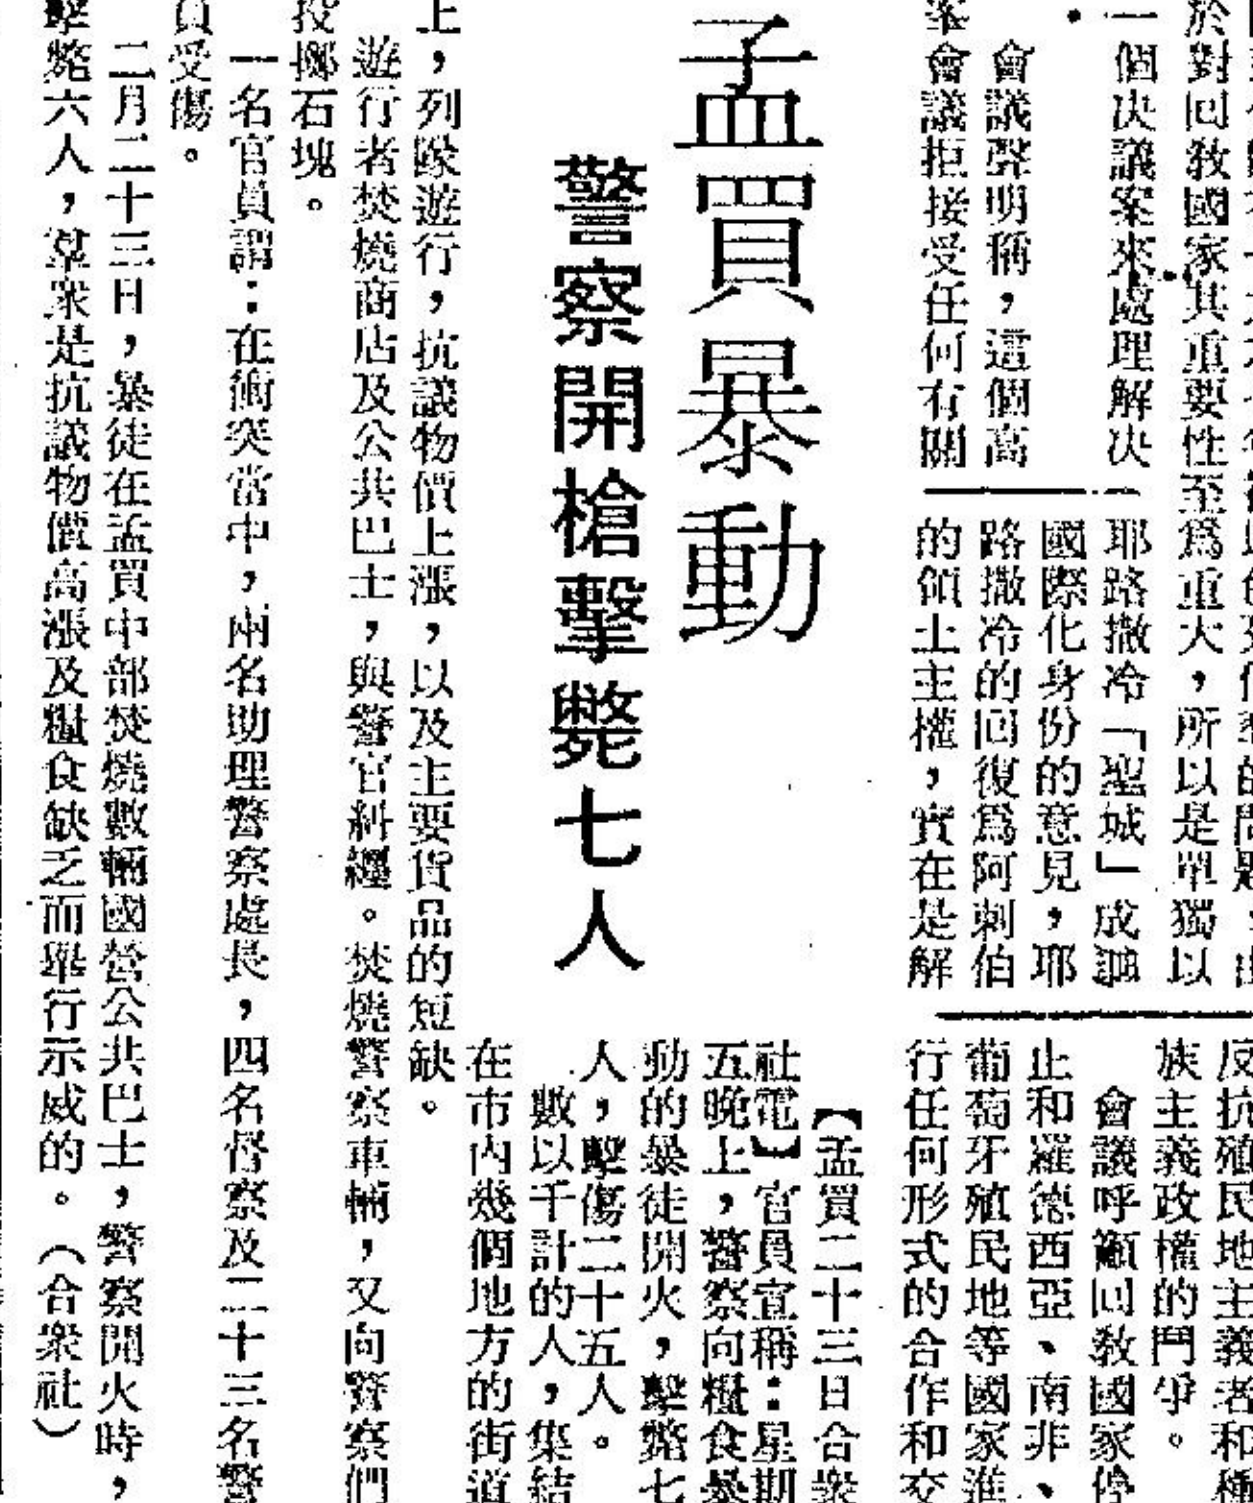 於對回教國家其重要性至爲重大，所以是單獨以
一個決議案來處理解決
會議聲明稱，這個高
峯會議拒接受任何有關
耶路撒冷「聖城」成爲
國際化身份的意見，耶
路撒冷的回復爲阿剌伯
的領土主權，實在是解
反抗殖民地主義者和種
族主義政權的鬥爭。
會議呼籲回教國家停
止和羅德西亞、南非、
葡萄牙殖民地等國家進
行任何形式的合作和交
孟買暴動
警察開槍擊斃七人
【孟買二十三日合衆
社電】官員宣稱：星期
五晚上，警察向糧食暴
動的暴徒開火，擊斃七
人，擊傷二十五人。
數以千計的人，集結
在市內幾個地方的街道
上，列隊遊行，抗議物價上漲，以及主要貨品的短缺。
遊行者焚燒商店及公共巴士，與警官糾纏。焚燒警察車輛，又向警察們
投擲石塊。
一名官員謂：在衝突當中，兩名助理警察處長，四名督察及二十三名警
員受傷。
二月二十三日，暴徒在孟買中部焚燒數輛國營公共巴士，警察開火時，
擊斃六人，羣衆是抗議物價高漲及糧食缺乏而舉行示威的。（合衆社）